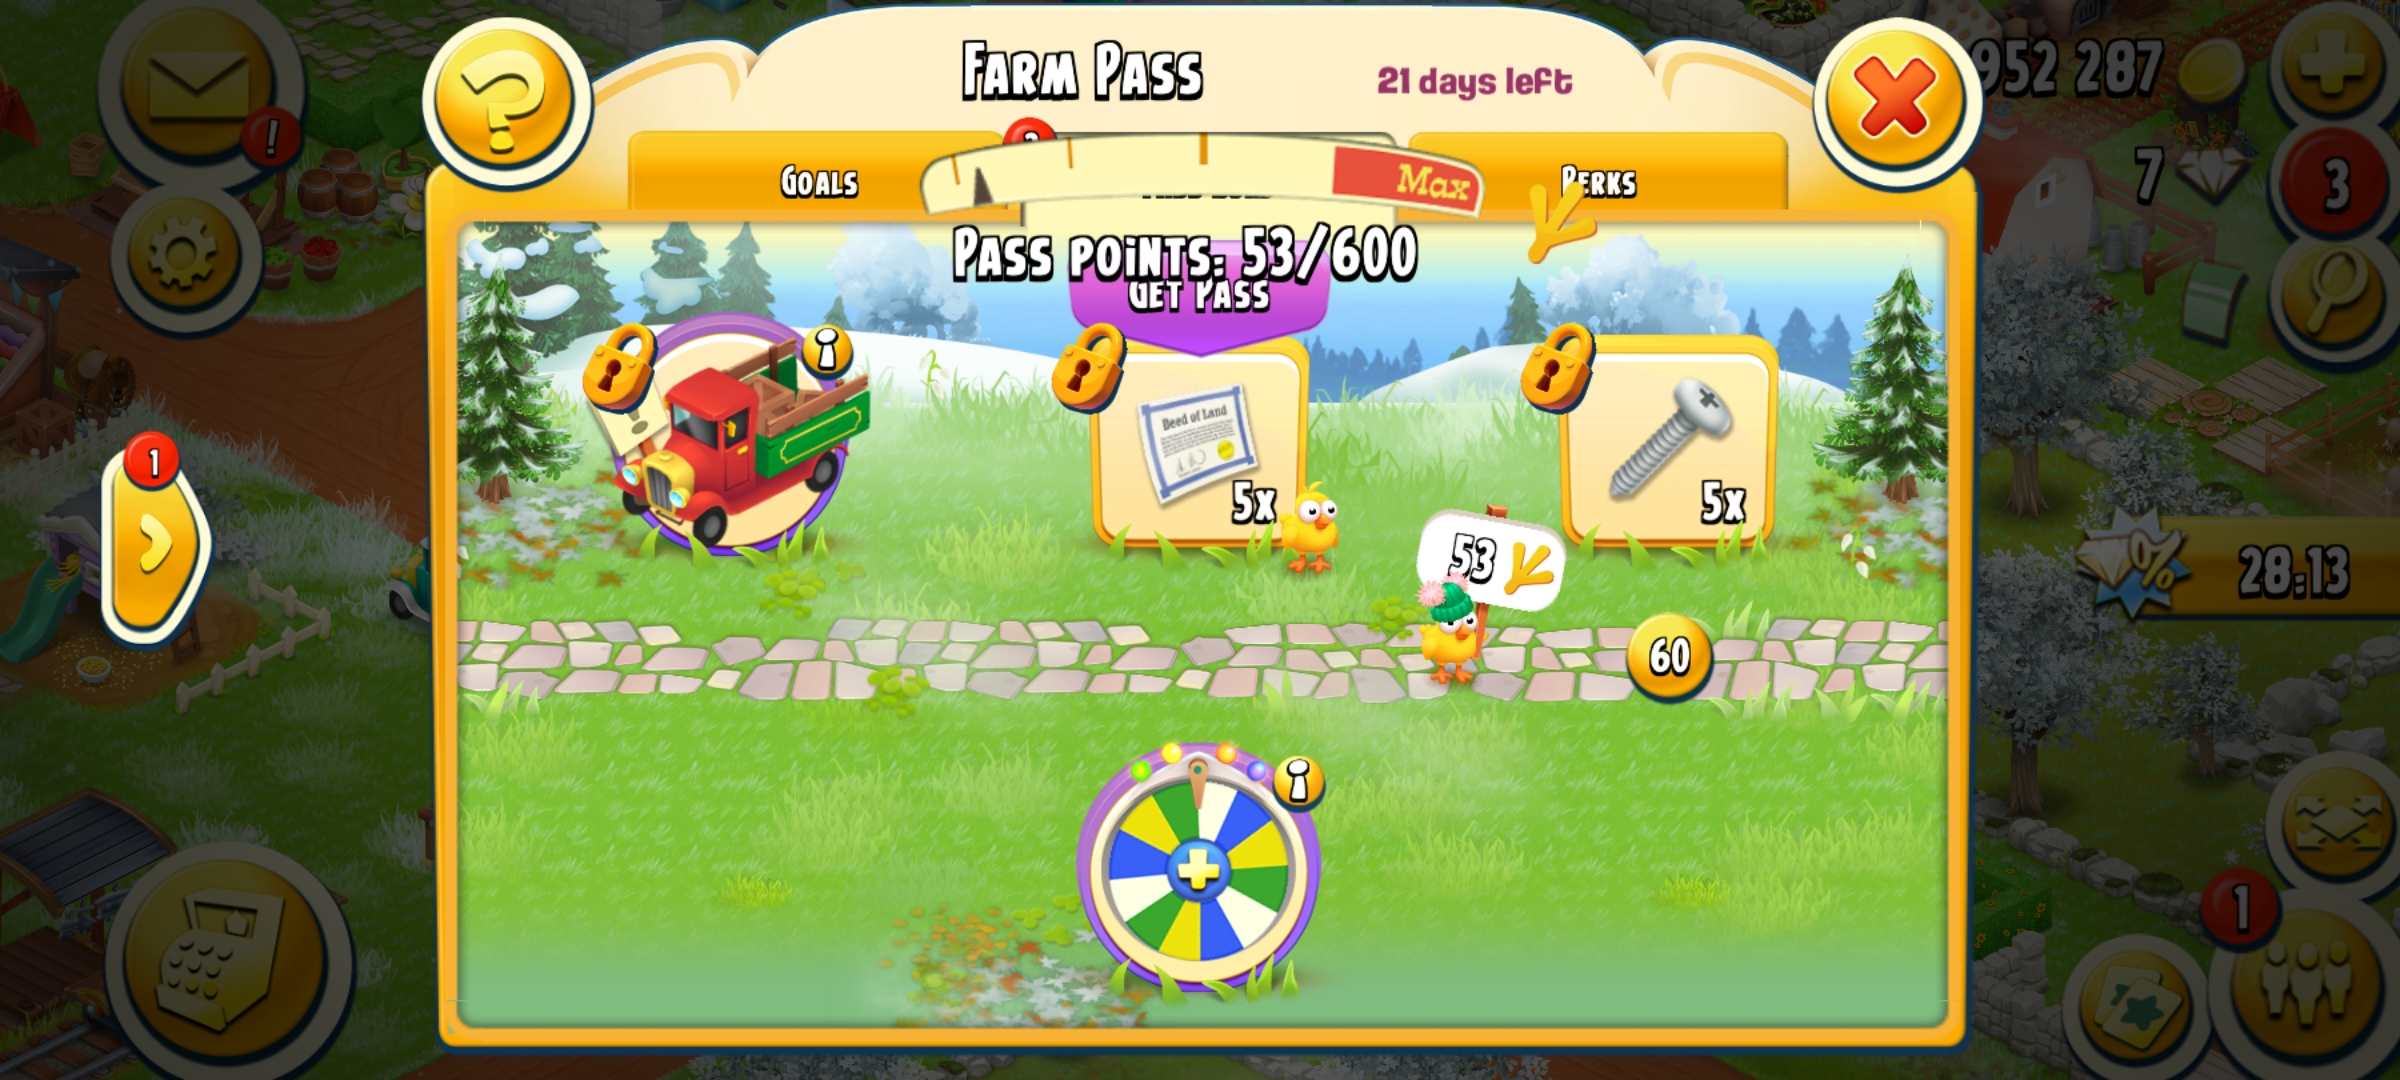 FARM PASS
21 days left
952 287
7
3
GOALS
PERKS
Max
PASS POINTS: 53/600
GET PASS
Deed of Land
5x
5x
1
53
60
0%
28:13
1